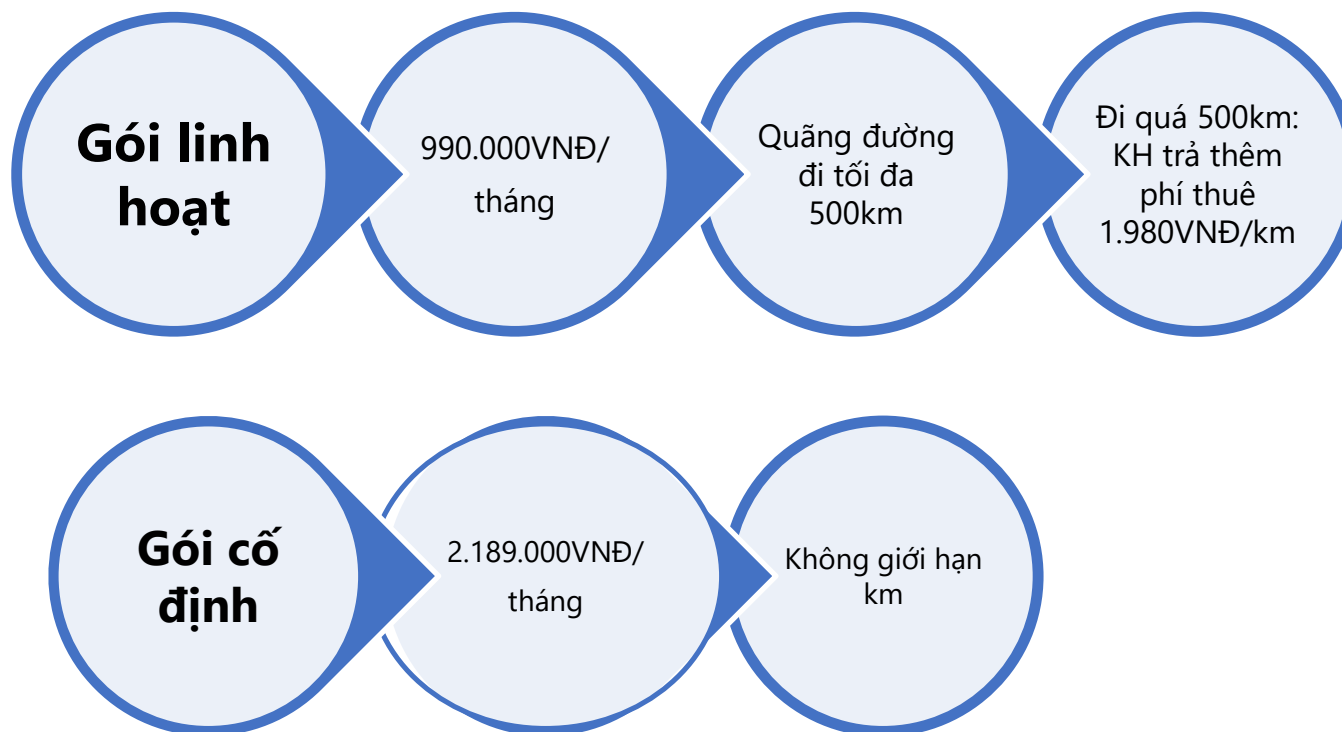 Gói linh
hoạt
990.000VNĐ/
tháng
Quãng đường
đi tối đa
500km
Đi quá 500km:
KH trả thêm
phí thuê
1.980VNĐ/km
Gói cố
định
2.189.000VNĐ/
tháng
Không giới hạn
km